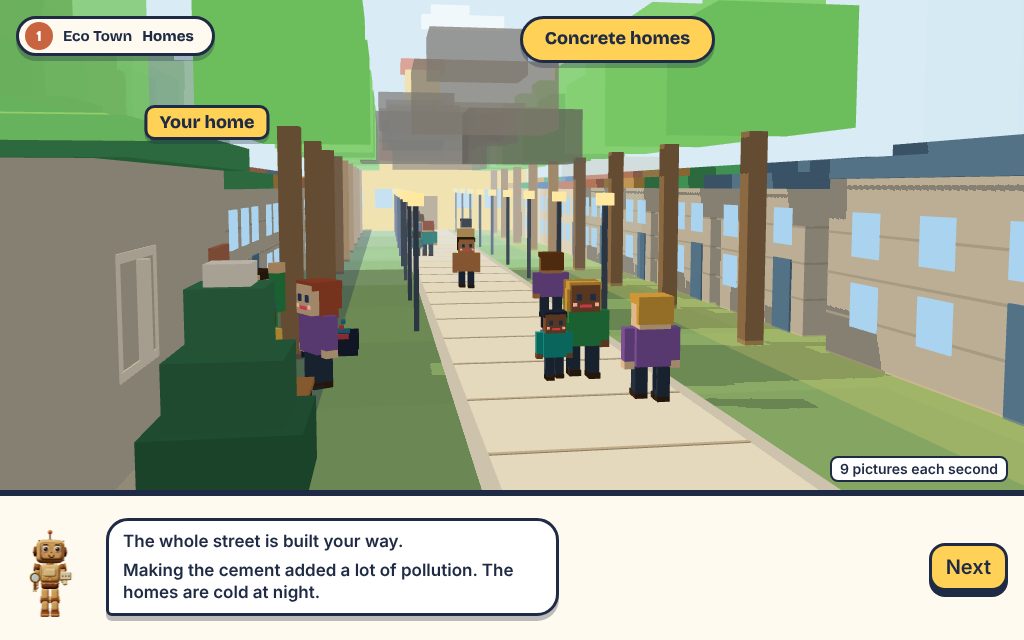 1 Eco Town Homes
Concrete homes
Your home
9 pictures each second
The whole street is built your way.
Making the cement added a lot of pollution. The
homes are cold at night.
Next